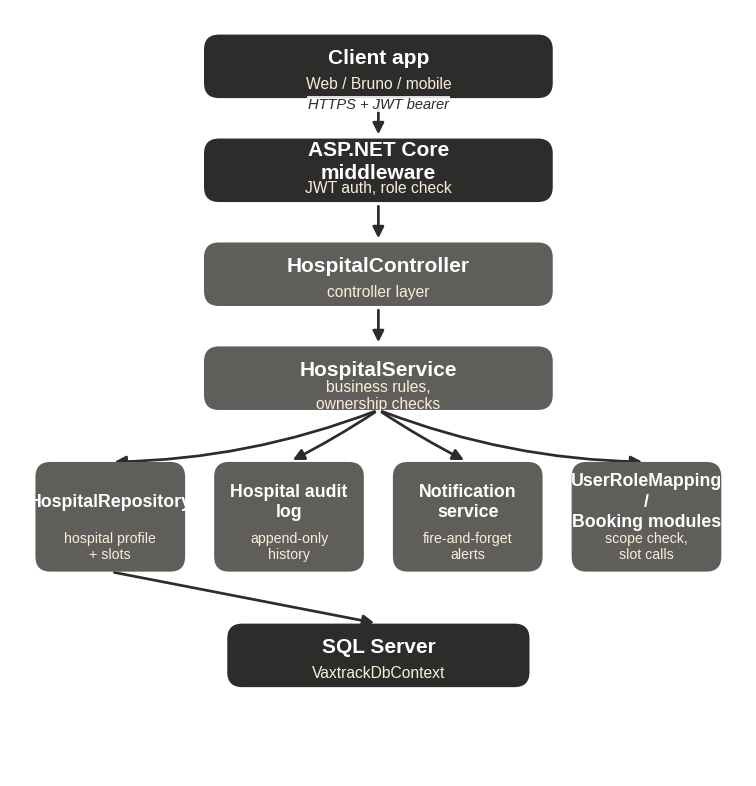 Client app
Web / Bruno / mobile
HTTPS + JWT bearer
ASP.NET Core
middleware
JWT auth, role check
HospitalController
controller layer
HospitalService
business rules,
ownership checks
HospitalRepository
hospital profile
+ slots
Hospital audit
log
append-only
history
Notification
service
fire-and-forget
alerts
UserRoleMapping
/
Booking modules
scope check,
slot calls
SQL Server
VaxtrackDbContext